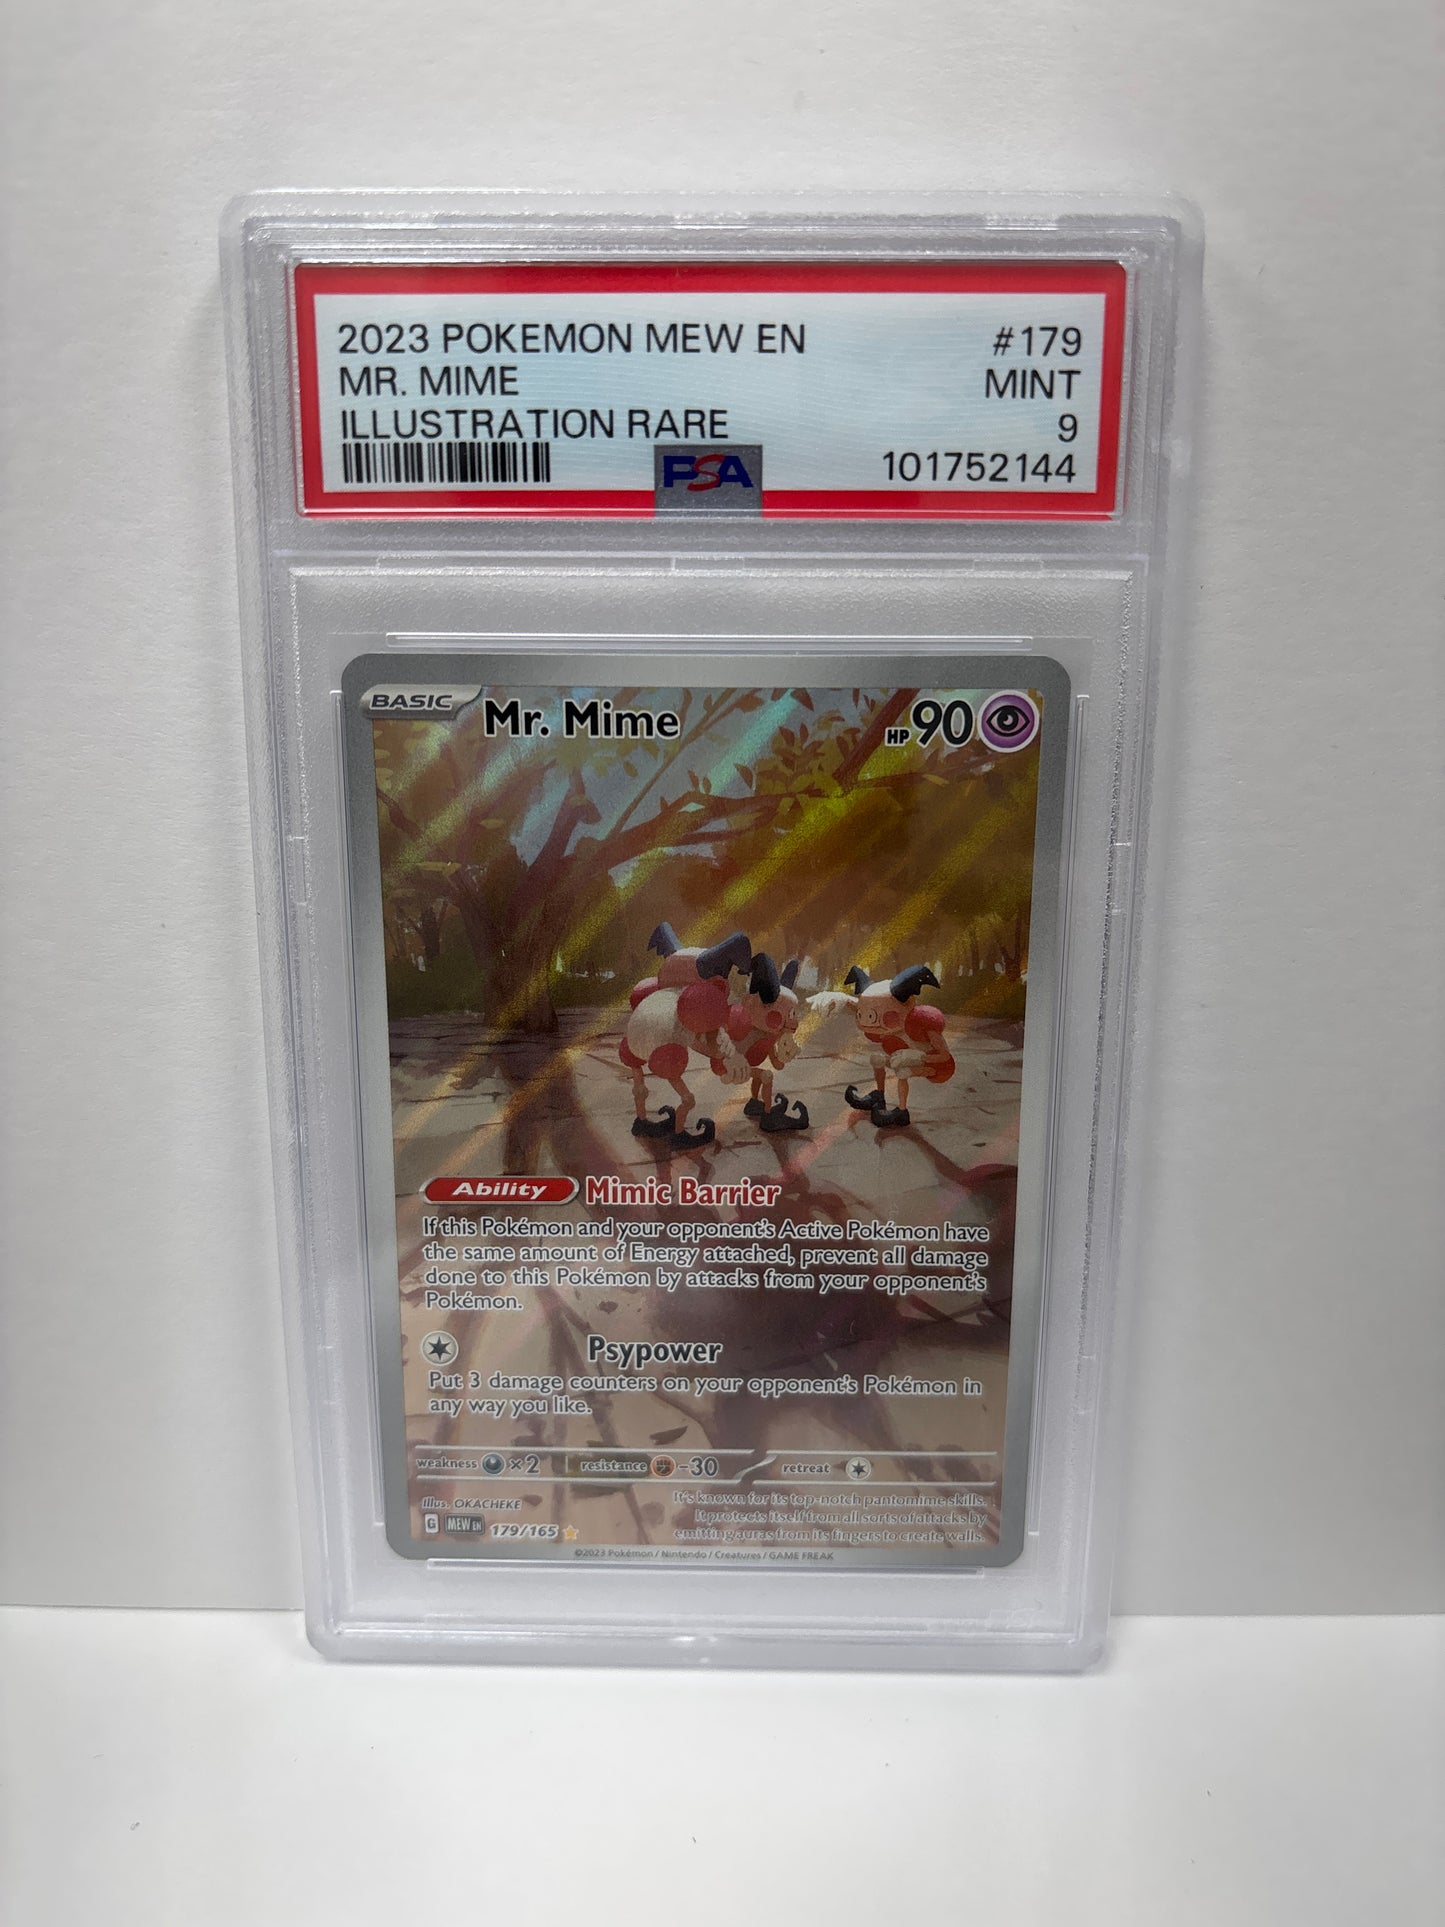 2023 POKEMON MEW EN #179
MR. MIME MINT
ILLUSTRATION RARE 9
PSA 101752144
BASIC Mr. Mime HP 90
Ability Mimic Barrier
If this Pokémon and your opponent's Active Pokémon have
the same amount of Energy attached, prevent all damage
done to this Pokémon by attacks from your opponent's
Pokémon.
Psypower
Put 3 damage counters on your opponent's Pokémon in
any way you like.
weakness ×2 resistance -30 retreat
Illus. OKACHEKE
It's known for its top-notch pantomime skills.
It protects itself from all sorts of attacks by
emitting auras from its fingers to create walls.
G MEW EN 179/165
©2023 Pokémon / Nintendo / Creatures / GAME FREAK